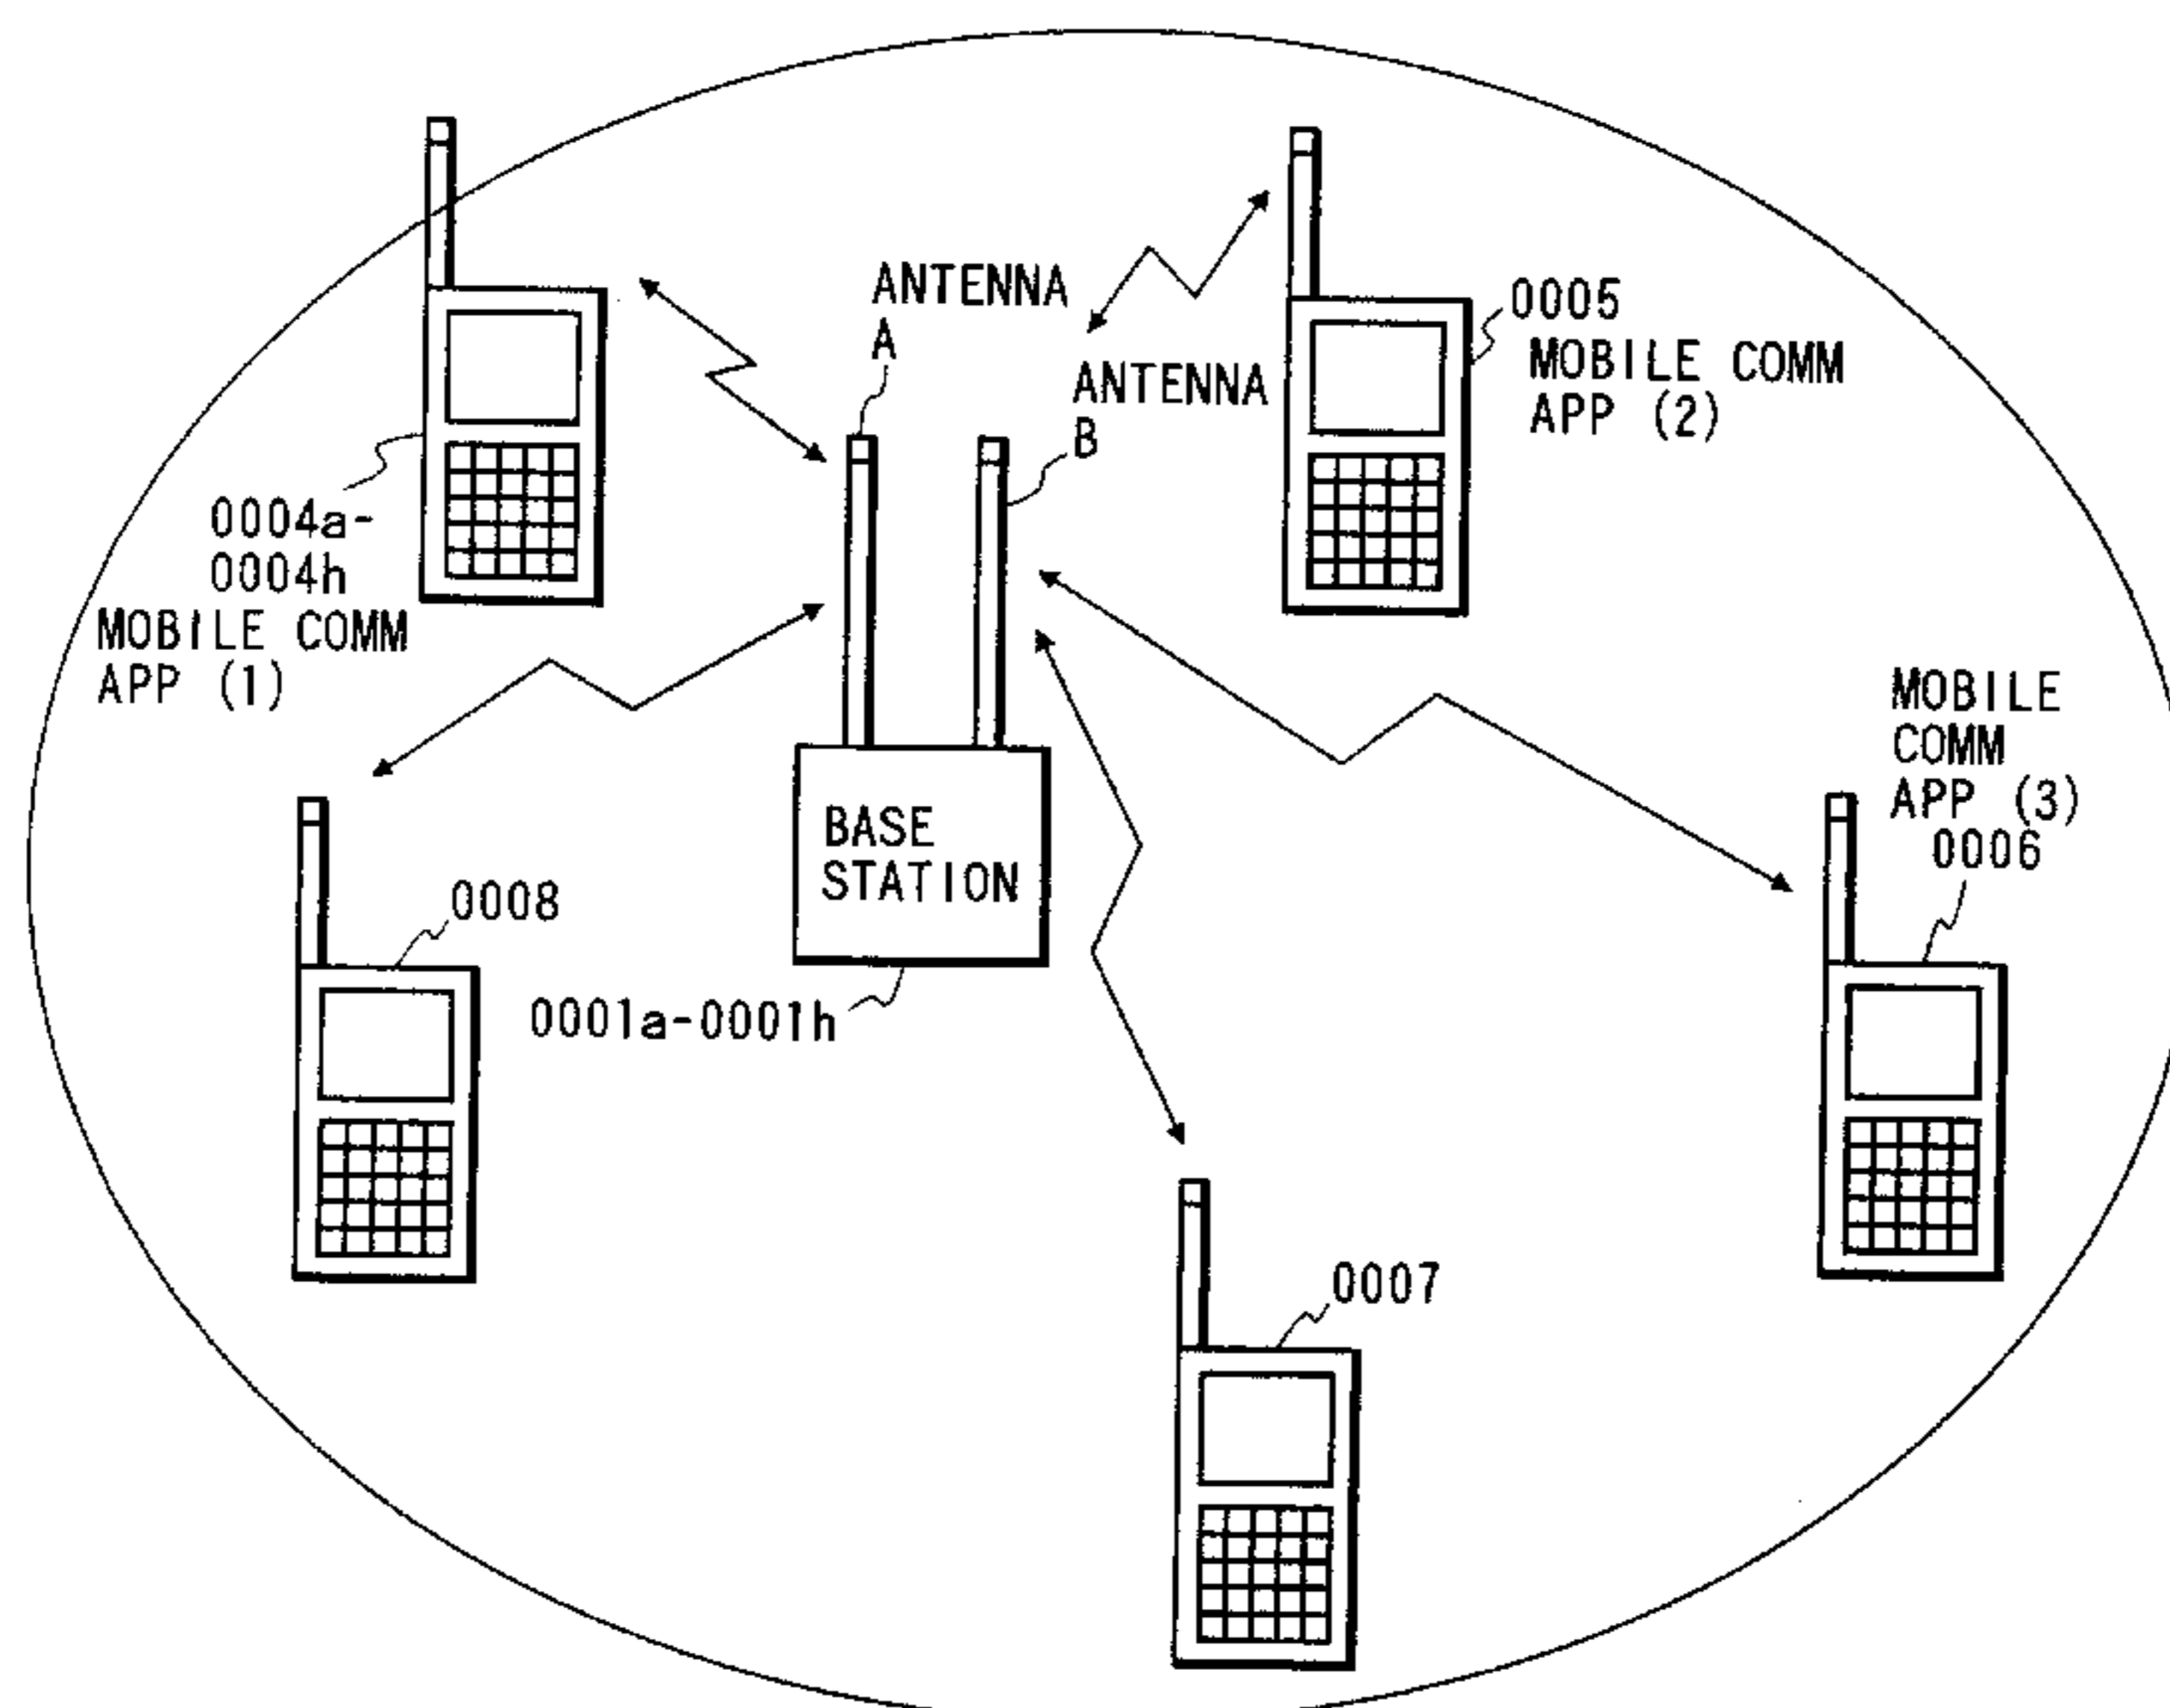 ANTENNA
A
ANTENNA
B
0005
MOBILE COMM
APP (2)
0004a-
0004h
MOBILE COMM
APP (1)
MOBILE
COMM
APP (3)
0006
BASE
STATION
0008
0001a-0001h
0007